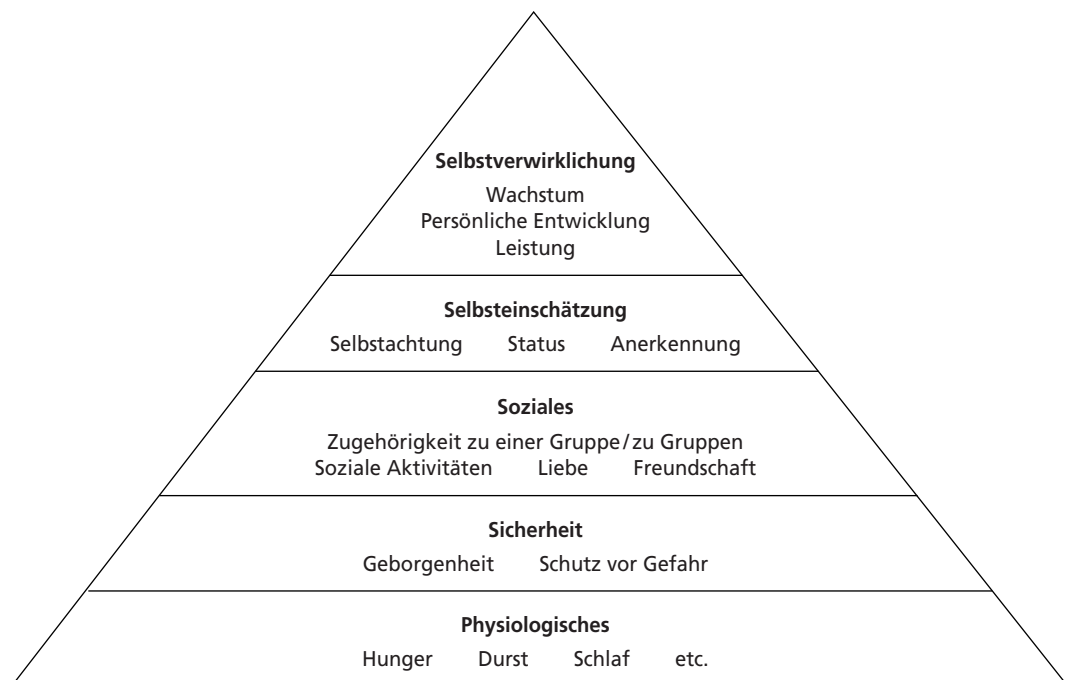 Selbstverwirklichung
Wachstum
Persönliche Entwicklung
Leistung
Selbsteinschätzung
Selbstachtung Status Anerkennung
Soziales
Zugehörigkeit zu einer Gruppe/zu Gruppen
Soziale Aktivitäten Liebe Freundschaft
Sicherheit
Geborgenheit Schutz vor Gefahr
Physiologisches
Hunger Durst Schlaf etc.